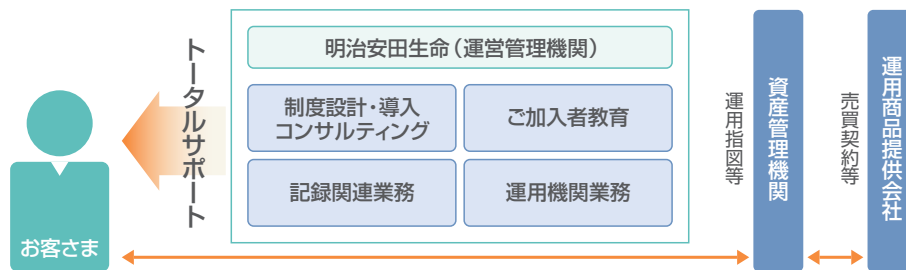 お客さま
トータルサポート
明治安田生命（運営管理機関）
制度設計・導入
コンサルティング
ご加入者教育
記録関連業務
運用機関業務
運用指図等
資産管理機関
売買契約等
運用商品提供会社